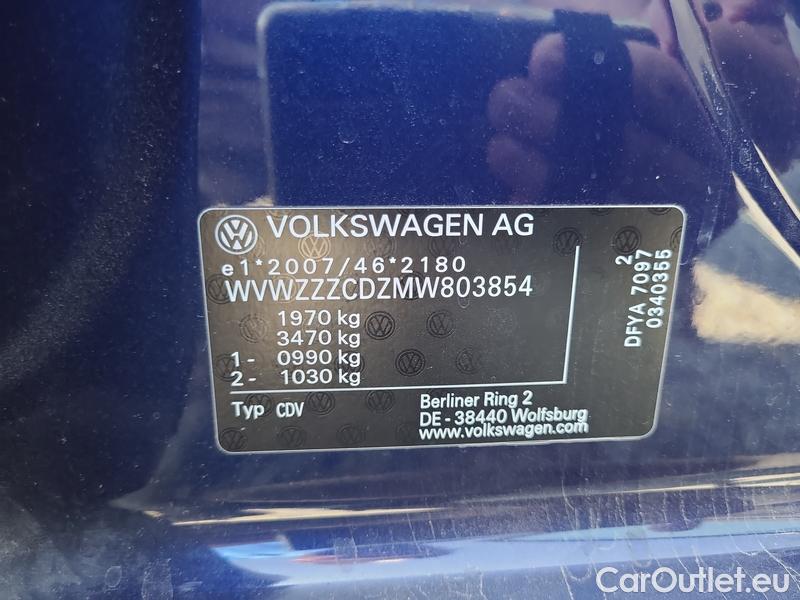 VOLKSWAGEN AG
e1*2007/46*2180
WVWZZZCDZMW803854
1970 kg
3470 kg
1- 0990 kg
2- 1030 kg
Typ CDV
Berliner Ring 2
DE - 38440 Wolfsburg
www.volkswagen.com
2
DFYA 7097
0340355
CarOutlet.eu